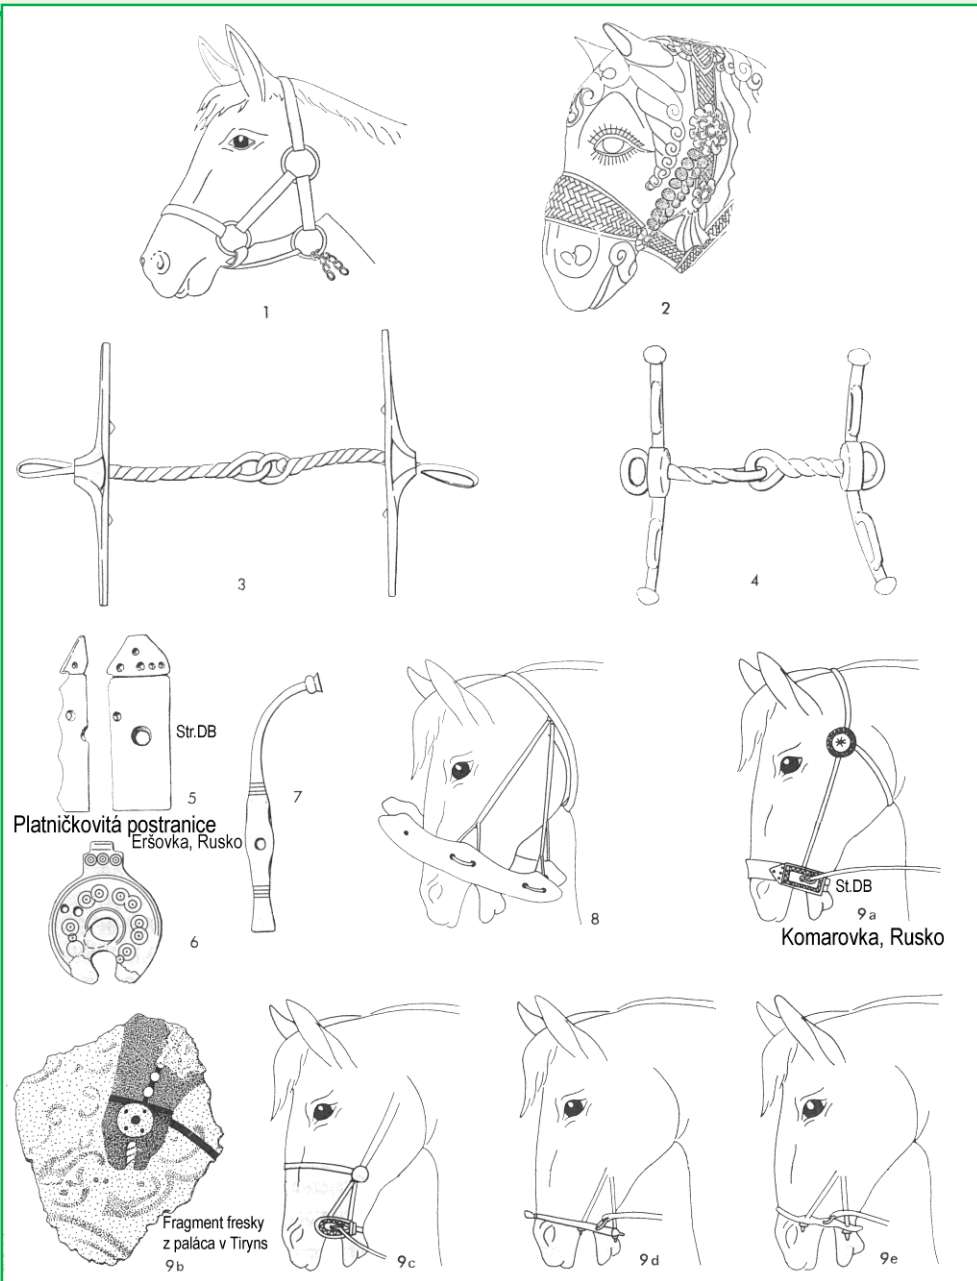 1
2
3
4
Str.DB
5
7
Platničkovitá postranice
Eršovka, Rusko
6
8
St.DB
9a
Komarovka, Rusko
Fragment fresky
z paláca v Tiryns
9b
9c
9d
9e